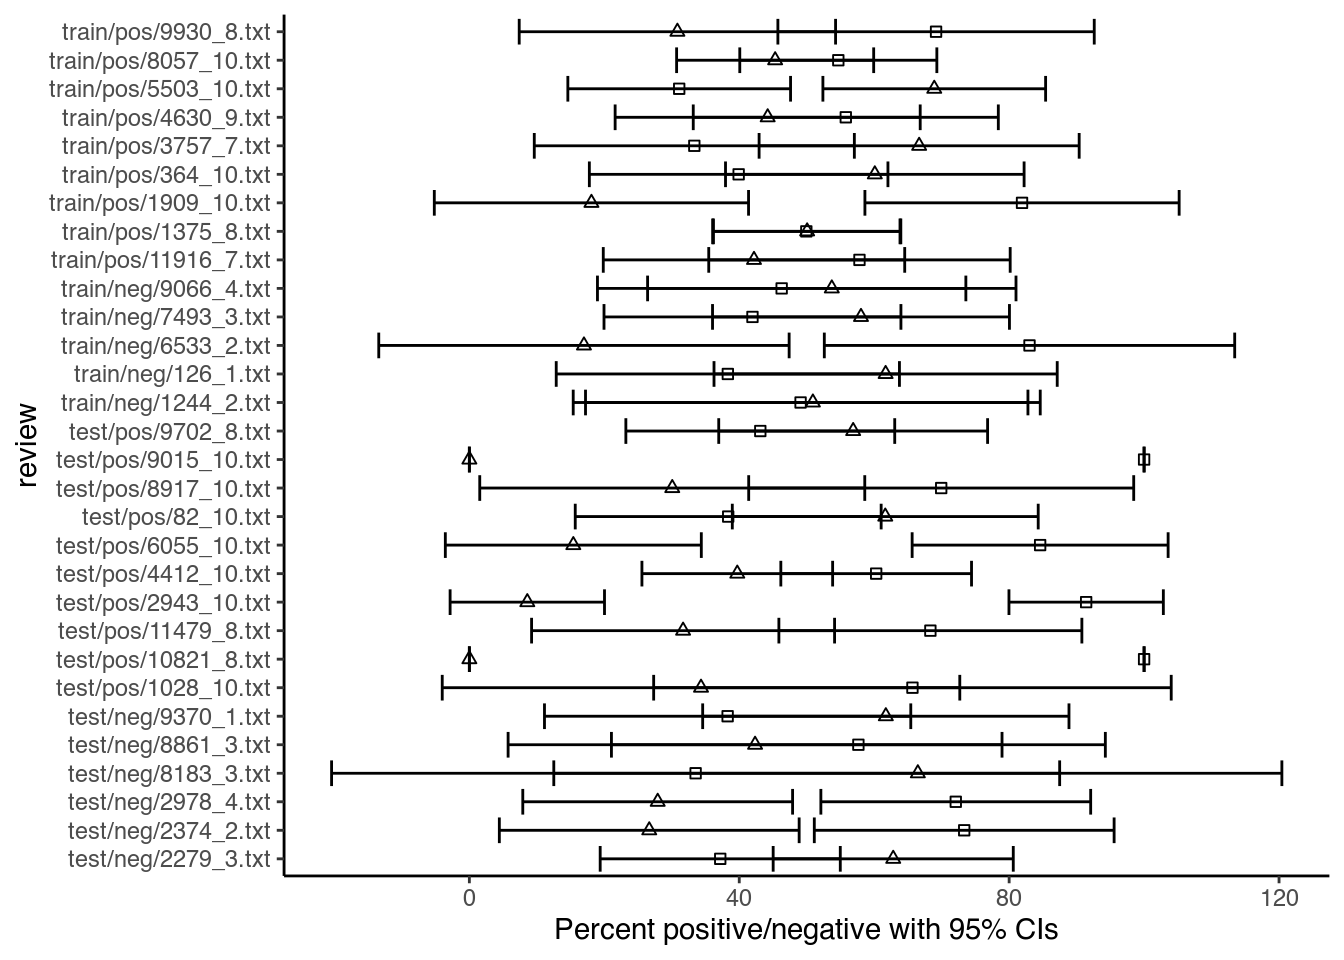 train/pos/9930_8.txt
train/pos/8057_10.txt
train/pos/5503_10.txt
train/pos/4630_9.txt
train/pos/3757_7.txt
train/pos/364_10.txt
train/pos/1909_10.txt
train/pos/1375_8.txt
train/pos/11916_7.txt
train/neg/9066_4.txt
train/neg/7493_3.txt
train/neg/6533_2.txt
train/neg/126_1.txt
train/neg/1244_2.txt
test/pos/9702_8.txt
test/pos/9015_10.txt
test/pos/8917_10.txt
test/pos/82_10.txt
test/pos/6055_10.txt
test/pos/4412_10.txt
test/pos/2943_10.txt
test/pos/11479_8.txt
test/pos/10821_8.txt
test/pos/1028_10.txt
test/neg/9370_1.txt
test/neg/8861_3.txt
test/neg/8183_3.txt
test/neg/2978_4.txt
test/neg/2374_2.txt
test/neg/2279_3.txt
review
0 40 80 120
Percent positive/negative with 95% CIs